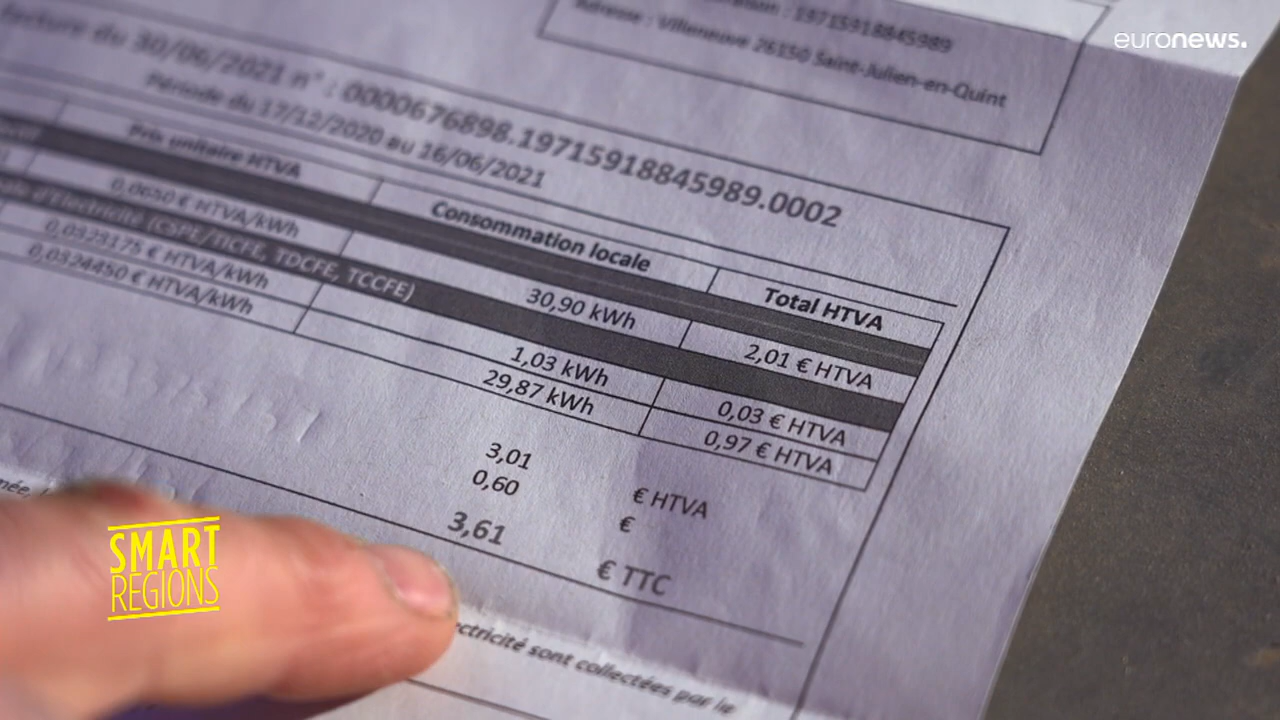 euronews.
: 19715918845989
Adresse : Villeneuve 26150 Saint-Julien-en-Quint
facture du 30/06/2021 n° : 0000676898.19715918845989.0002
Période du 17/12/2020 au 16/06/2021
Prix unitaire HTVA Consommation locale Total HTVA
0,0650 € HTVA/kWh 30,90 kWh 2,01 € HTVA
d'Electricité (CSPE/TICFE, TDCFE, TCCFE)
0,0323175 € HTVA/kWh 1,03 kWh 0,03 € HTVA
0,0324450 € HTVA/kWh 29,87 kWh 0,97 € HTVA
3,01 € HTVA
0,60 €
3,61 € TTC
ctricité sont collectées par le
SMART
REGIONS